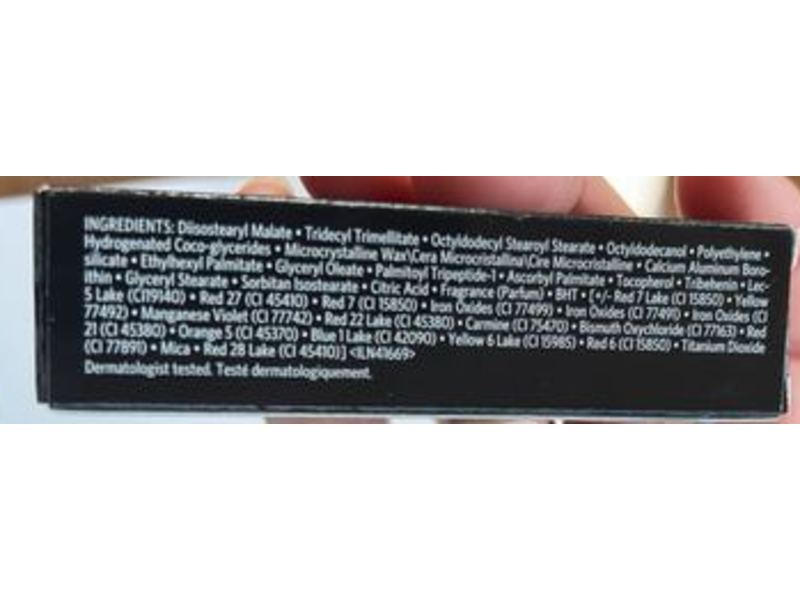 INGREDIENTS: Diisostearyl Malate • Tridecyl Trimellitate • Octyldodecyl Stearoyl Stearate • Octyldodecanol • Polyethylene •
Hydrogenated Coco-glycerides • Microcrystalline Wax\Cera Microcristallina\Cire Microcristalline • Calcium Aluminum Boro-
silicate • Ethylhexyl Palmitate • Glyceryl Oleate • Palmitoyl Tripeptide-1 • Ascorbyl Palmitate • Tocopherol • Tribehenin • Lec-
ithin • Glyceryl Stearate • Sorbitan Isostearate • Citric Acid • Fragrance (Parfum) • BHT • [+/- Red 7 Lake (CI 15850) • Yellow
5 Lake (CI19140) • Red 27 (CI 45410) • Red 7 (CI 15850) • Iron Oxides (CI 77499) • Iron Oxides (CI 77491) • Iron Oxides (CI
77492) • Manganese Violet (CI 77742) • Red 22 Lake (CI 45380) • Carmine (CI 75470) • Bismuth Oxychloride (CI 77163) • Red
21 (CI 45380) • Orange 5 (CI 45370) • Blue 1 Lake (CI 42090) • Yellow 6 Lake (CI 15985) • Red 6 (CI 15850) • Titanium Dioxide
(CI 77891) • Mica • Red 28 Lake (CI 45410)] <ILN41669>
Dermatologist tested. Testé dermatologiquement.